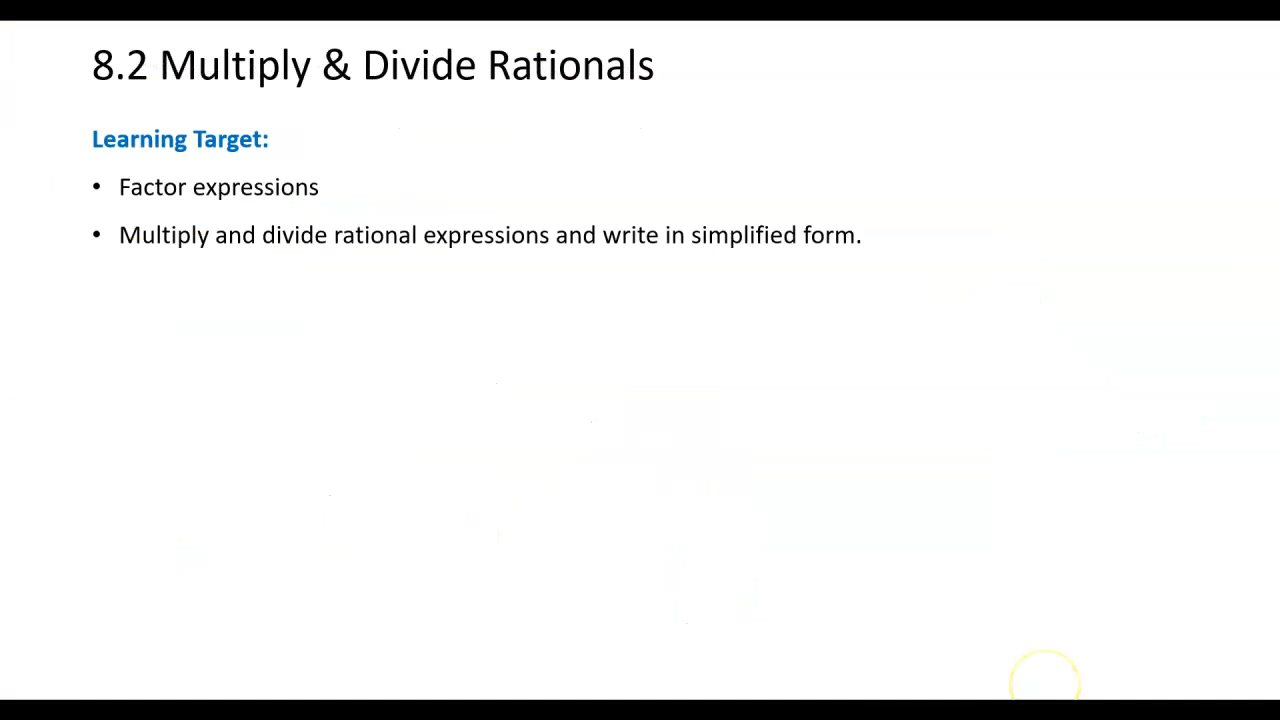 8.2 Multiply & Divide Rationals
Learning Target:
• Factor expressions
• Multiply and divide rational expressions and write in simplified form.